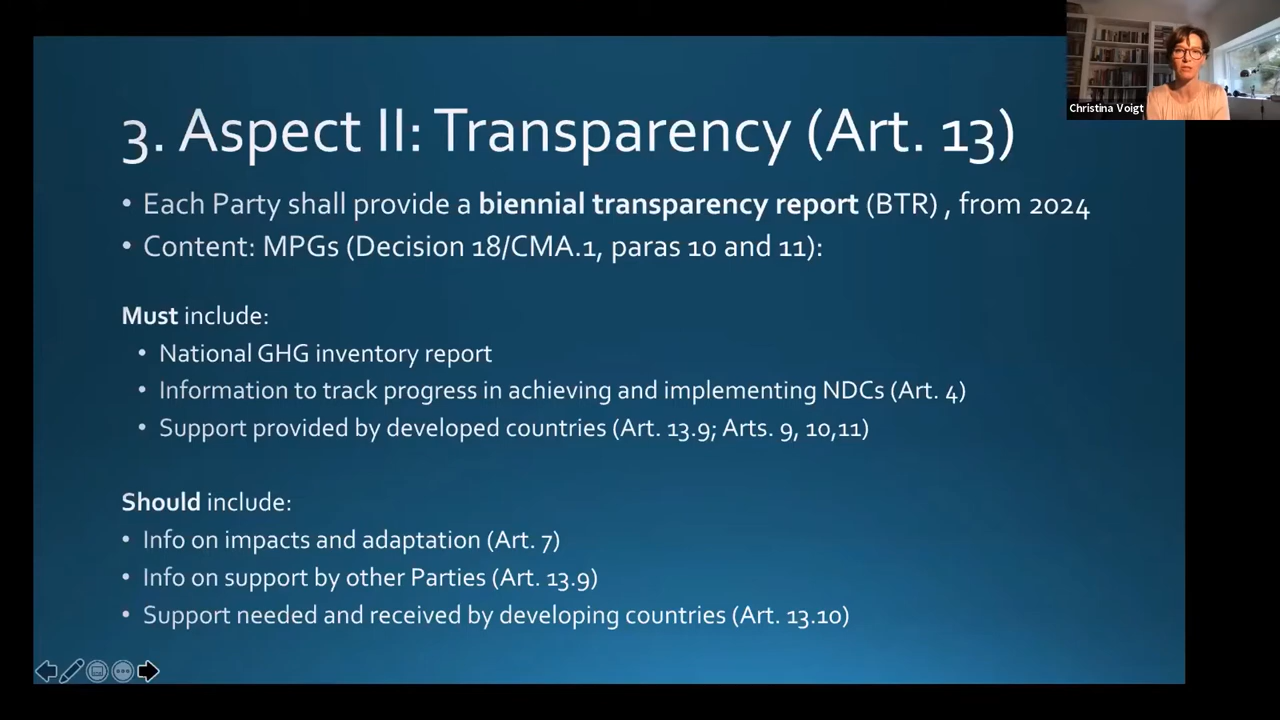 Christina Voigt
3. Aspect II: Transparency (Art. 13)
• Each Party shall provide a biennial transparency report (BTR) , from 2024
• Content: MPGs (Decision 18/CMA.1, paras 10 and 11):
Must include:
• National GHG inventory report
• Information to track progress in achieving and implementing NDCs (Art. 4)
• Support provided by developed countries (Art. 13.9; Arts. 9, 10,11)
Should include:
• Info on impacts and adaptation (Art. 7)
• Info on support by other Parties (Art. 13.9)
• Support needed and received by developing countries (Art. 13.10)